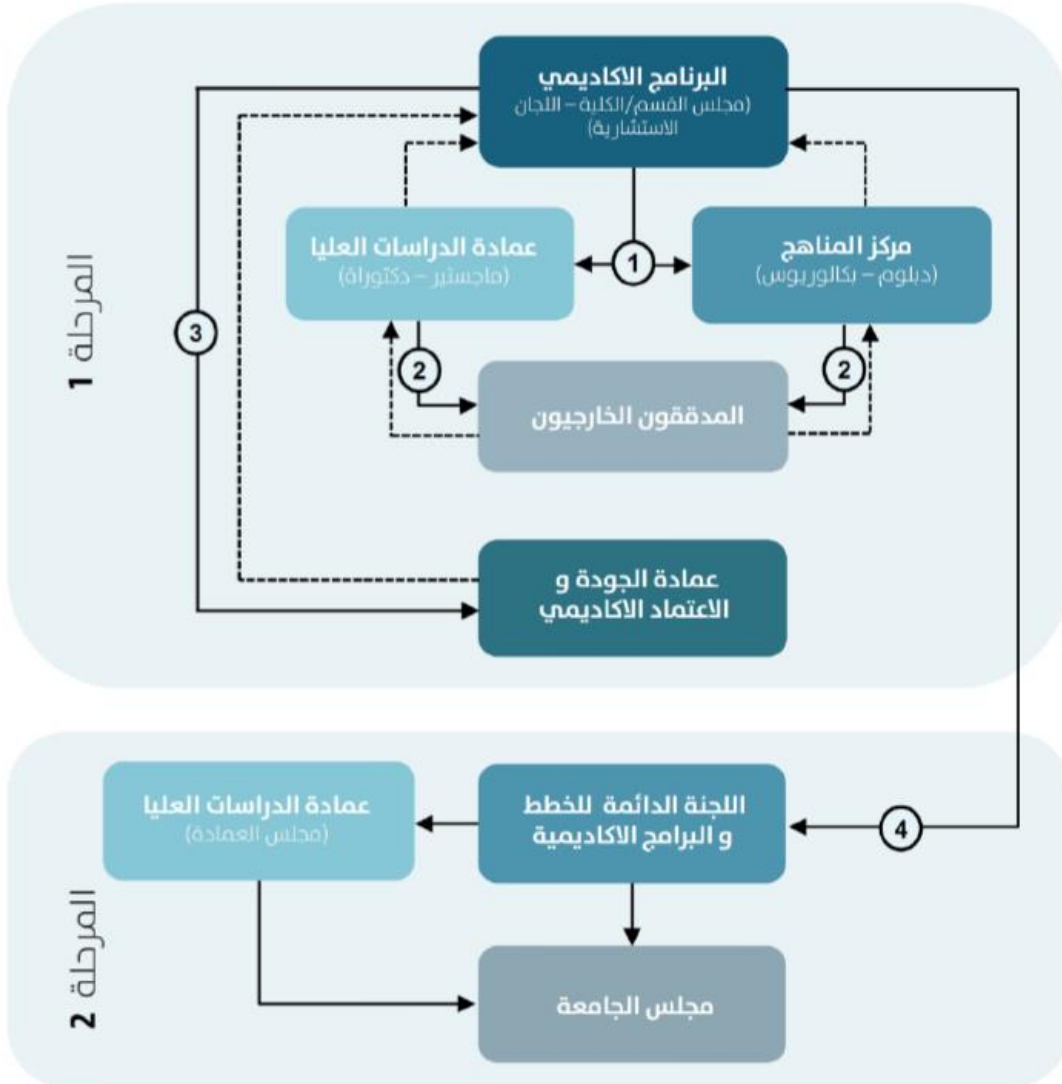 البرنامج الاكاديمي
(مجلس القسم/الكلية – اللجان
الاستشارية)
عمادة الدراسات العليا
(ماجستير – دكتوراة)
مركز المناهج
(دبلوم – بكالوريوس)
1
3
2
2
المدققون الخارجيون
المرحلة 1
عمادة الجودة و
الاعتماد الاكاديمي
عمادة الدراسات العليا
(مجلس العمادة)
اللجنة الدائمة للخطط
و البرامج الاكاديمية
4
المرحلة 2
مجلس الجامعة